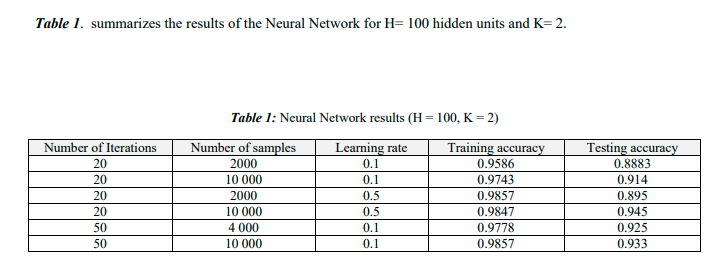 Table 1. summarizes the results of the Neural Network for H= 100 hidden units and K= 2.
Table 1: Neural Network results (H = 100, K = 2)
Number of Iterations Number of samples Learning rate Training accuracy Testing accuracy
20 2000 0.1 0.9586 0.8883
20 10 000 0.1 0.9743 0.914
20 2000 0.5 0.9857 0.895
20 10 000 0.5 0.9847 0.945
50 4 000 0.1 0.9778 0.925
50 10 000 0.1 0.9857 0.933